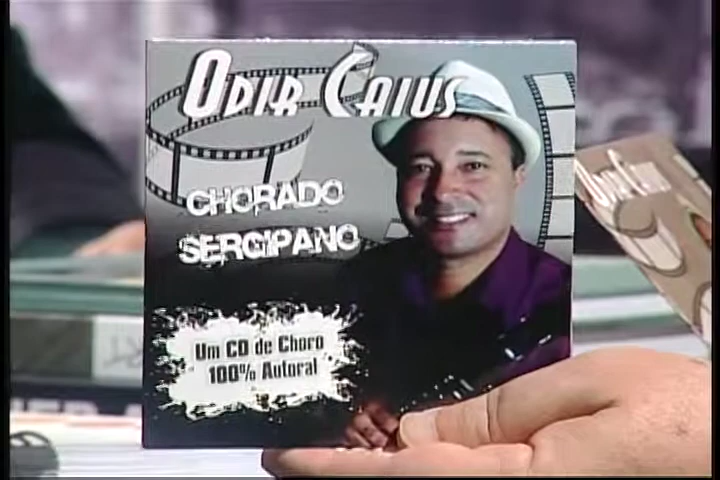 ODIR CAIUS
CHORADO
SERGIPANO
Um CD de Choro
100% Autoral